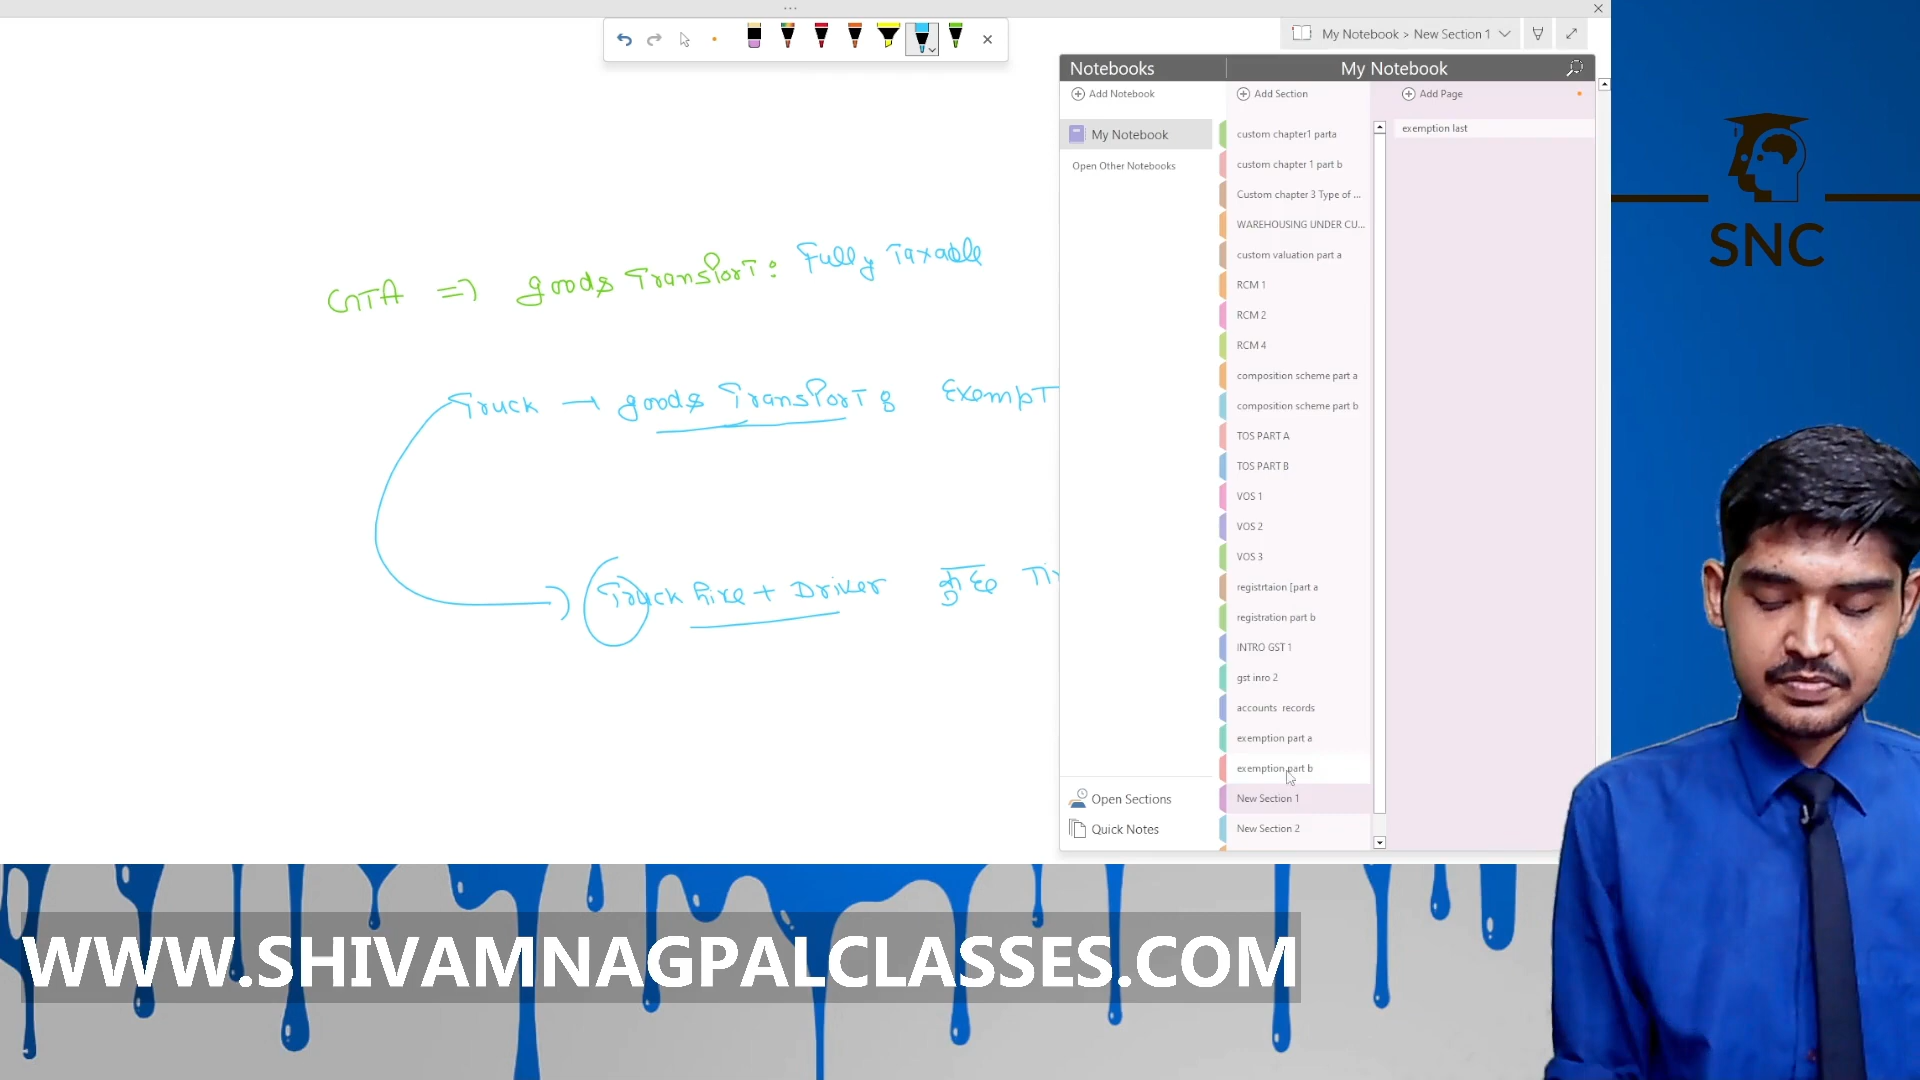 My Notebook > New Section 1
Notebooks
My Notebook
Add Notebook
Add Section
Add Page
My Notebook
Open Other Notebooks
custom chapter1 parta
custom chapter 1 part b
Custom chapter 3 Type of ...
WAREHOUSING UNDER CU...
custom valuation part a
RCM 1
RCM 2
RCM 4
composition scheme part a
composition scheme part b
TOS PART A
TOS PART B
VOS 1
VOS 2
VOS 3
registrtaion [part a
registration part b
INTRO GST 1
gst inro 2
accounts records
exemption part a
exemption part b
New Section 1
New Section 2
exemption last
Open Sections
Quick Notes
GTA => goods Transport : Fully Taxable
Truck → goods Transport : Exempt
Truck hire + Driver
SNC
WWW.SHIVAMNAGPALCLASSES.COM